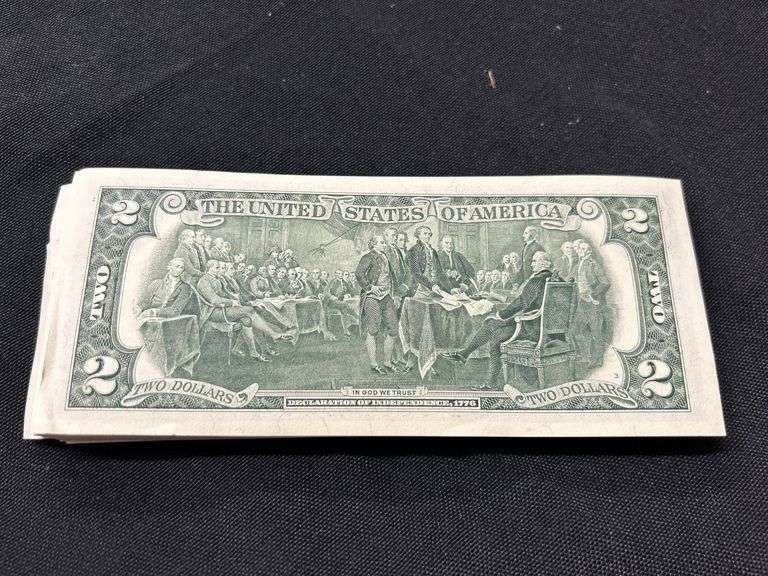 2 THE UNITED STATES OF AMERICA 2
TWO TWO
2 2
TWO DOLLARS IN GOD WE TRUST TWO DOLLARS
3
DECLARATION OF INDEPENDENCE, 1776